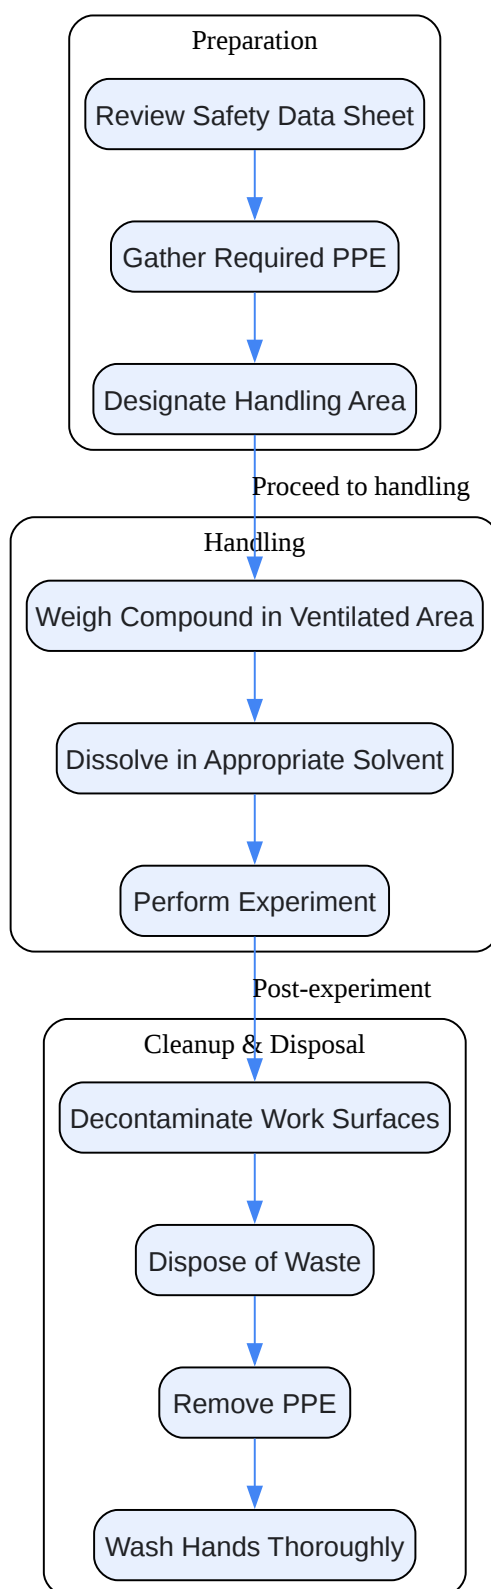 Preparation
Review Safety Data Sheet
Gather Required PPE
Designate Handling Area
Proceed to handling
Handling
Weigh Compound in Ventilated Area
Dissolve in Appropriate Solvent
Perform Experiment
Post-experiment
Cleanup & Disposal
Decontaminate Work Surfaces
Dispose of Waste
Remove PPE
Wash Hands Thoroughly